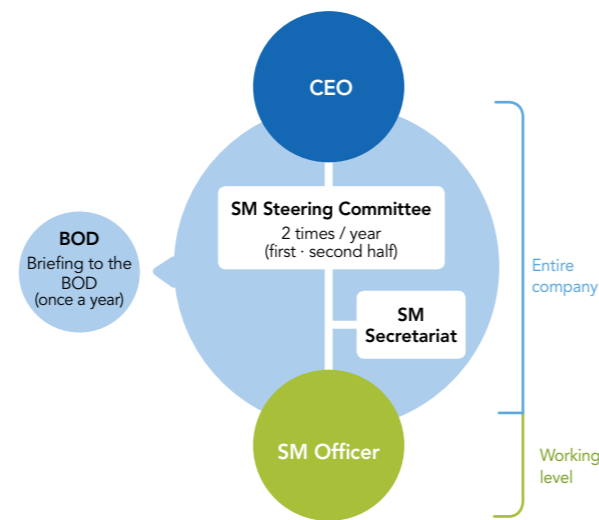 CEO
SM Steering Committee
2 times / year
(first · second half)
BOD
Briefing to the
BOD
(once a year)
Entire
company
SM
Secretariat
SM Officer
Working
level